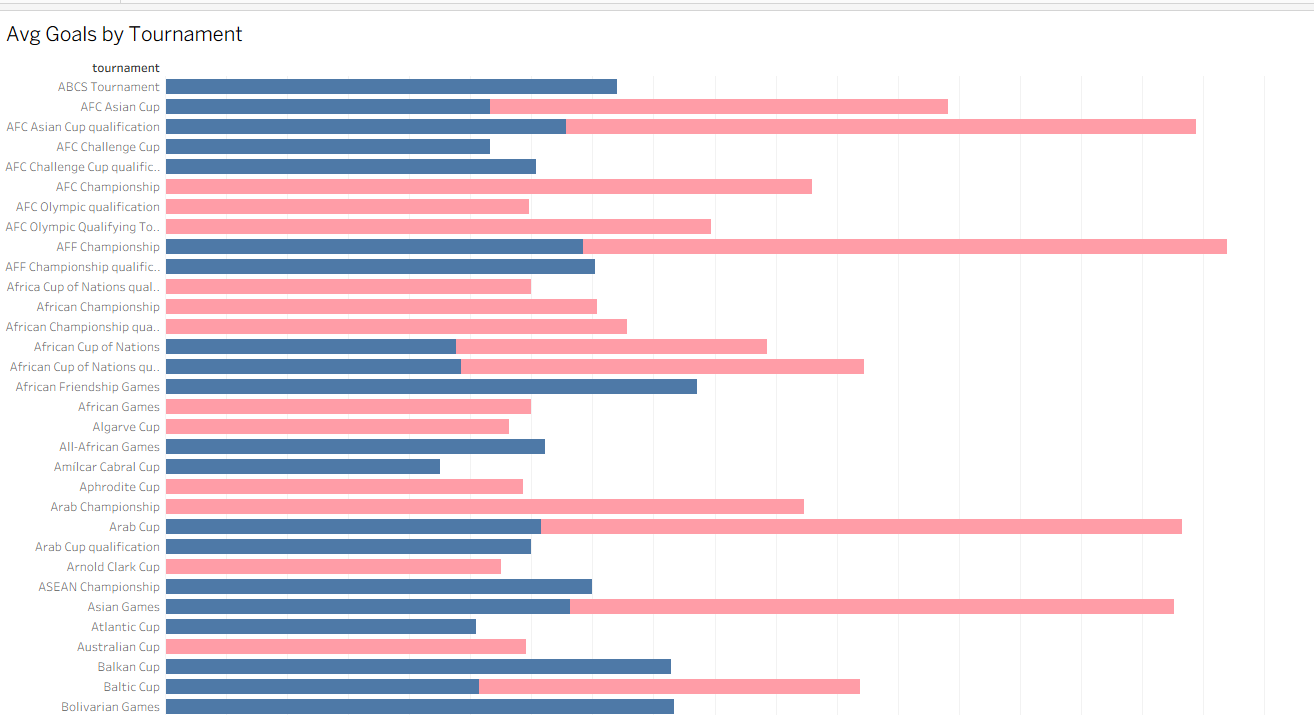 Avg Goals by Tournament
tournament
ABCS Tournament
AFC Asian Cup
AFC Asian Cup qualification
AFC Challenge Cup
AFC Challenge Cup qualific..
AFC Championship
AFC Olympic qualification
AFC Olympic Qualifying To..
AFF Championship
AFF Championship qualific..
Africa Cup of Nations qual..
African Championship
African Championship qua..
African Cup of Nations
African Cup of Nations qu..
African Friendship Games
African Games
Algarve Cup
All-African Games
Amílcar Cabral Cup
Aphrodite Cup
Arab Championship
Arab Cup
Arab Cup qualification
Arnold Clark Cup
ASEAN Championship
Asian Games
Atlantic Cup
Australian Cup
Balkan Cup
Baltic Cup
Bolivarian Games